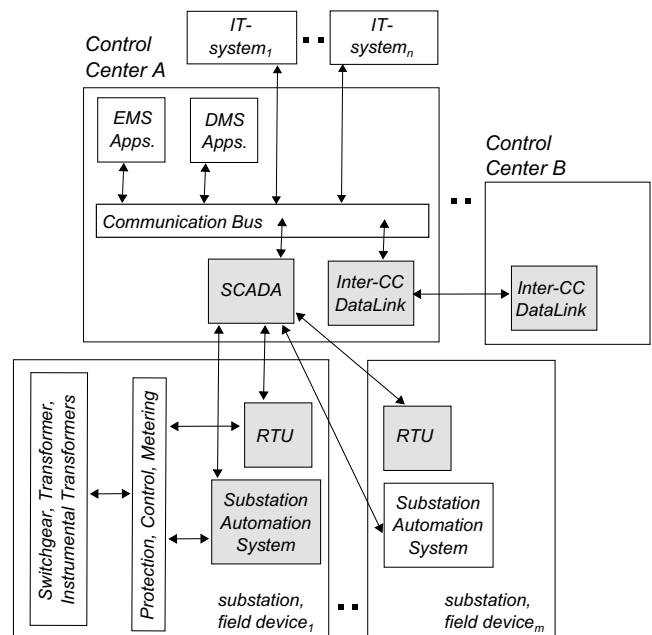 IT-
system1
IT-
systemn
Control
Center A
EMS
Apps.
DMS
Apps.
Control
Center B
Communication Bus
SCADA
Inter-CC
DataLink
Inter-CC
DataLink
Switchgear, Transformer,
Instrumental Transformers
Protection, Control, Metering
RTU
Substation
Automation
System
substation,
field device1
RTU
Substation
Automation
System
substation,
field devicem